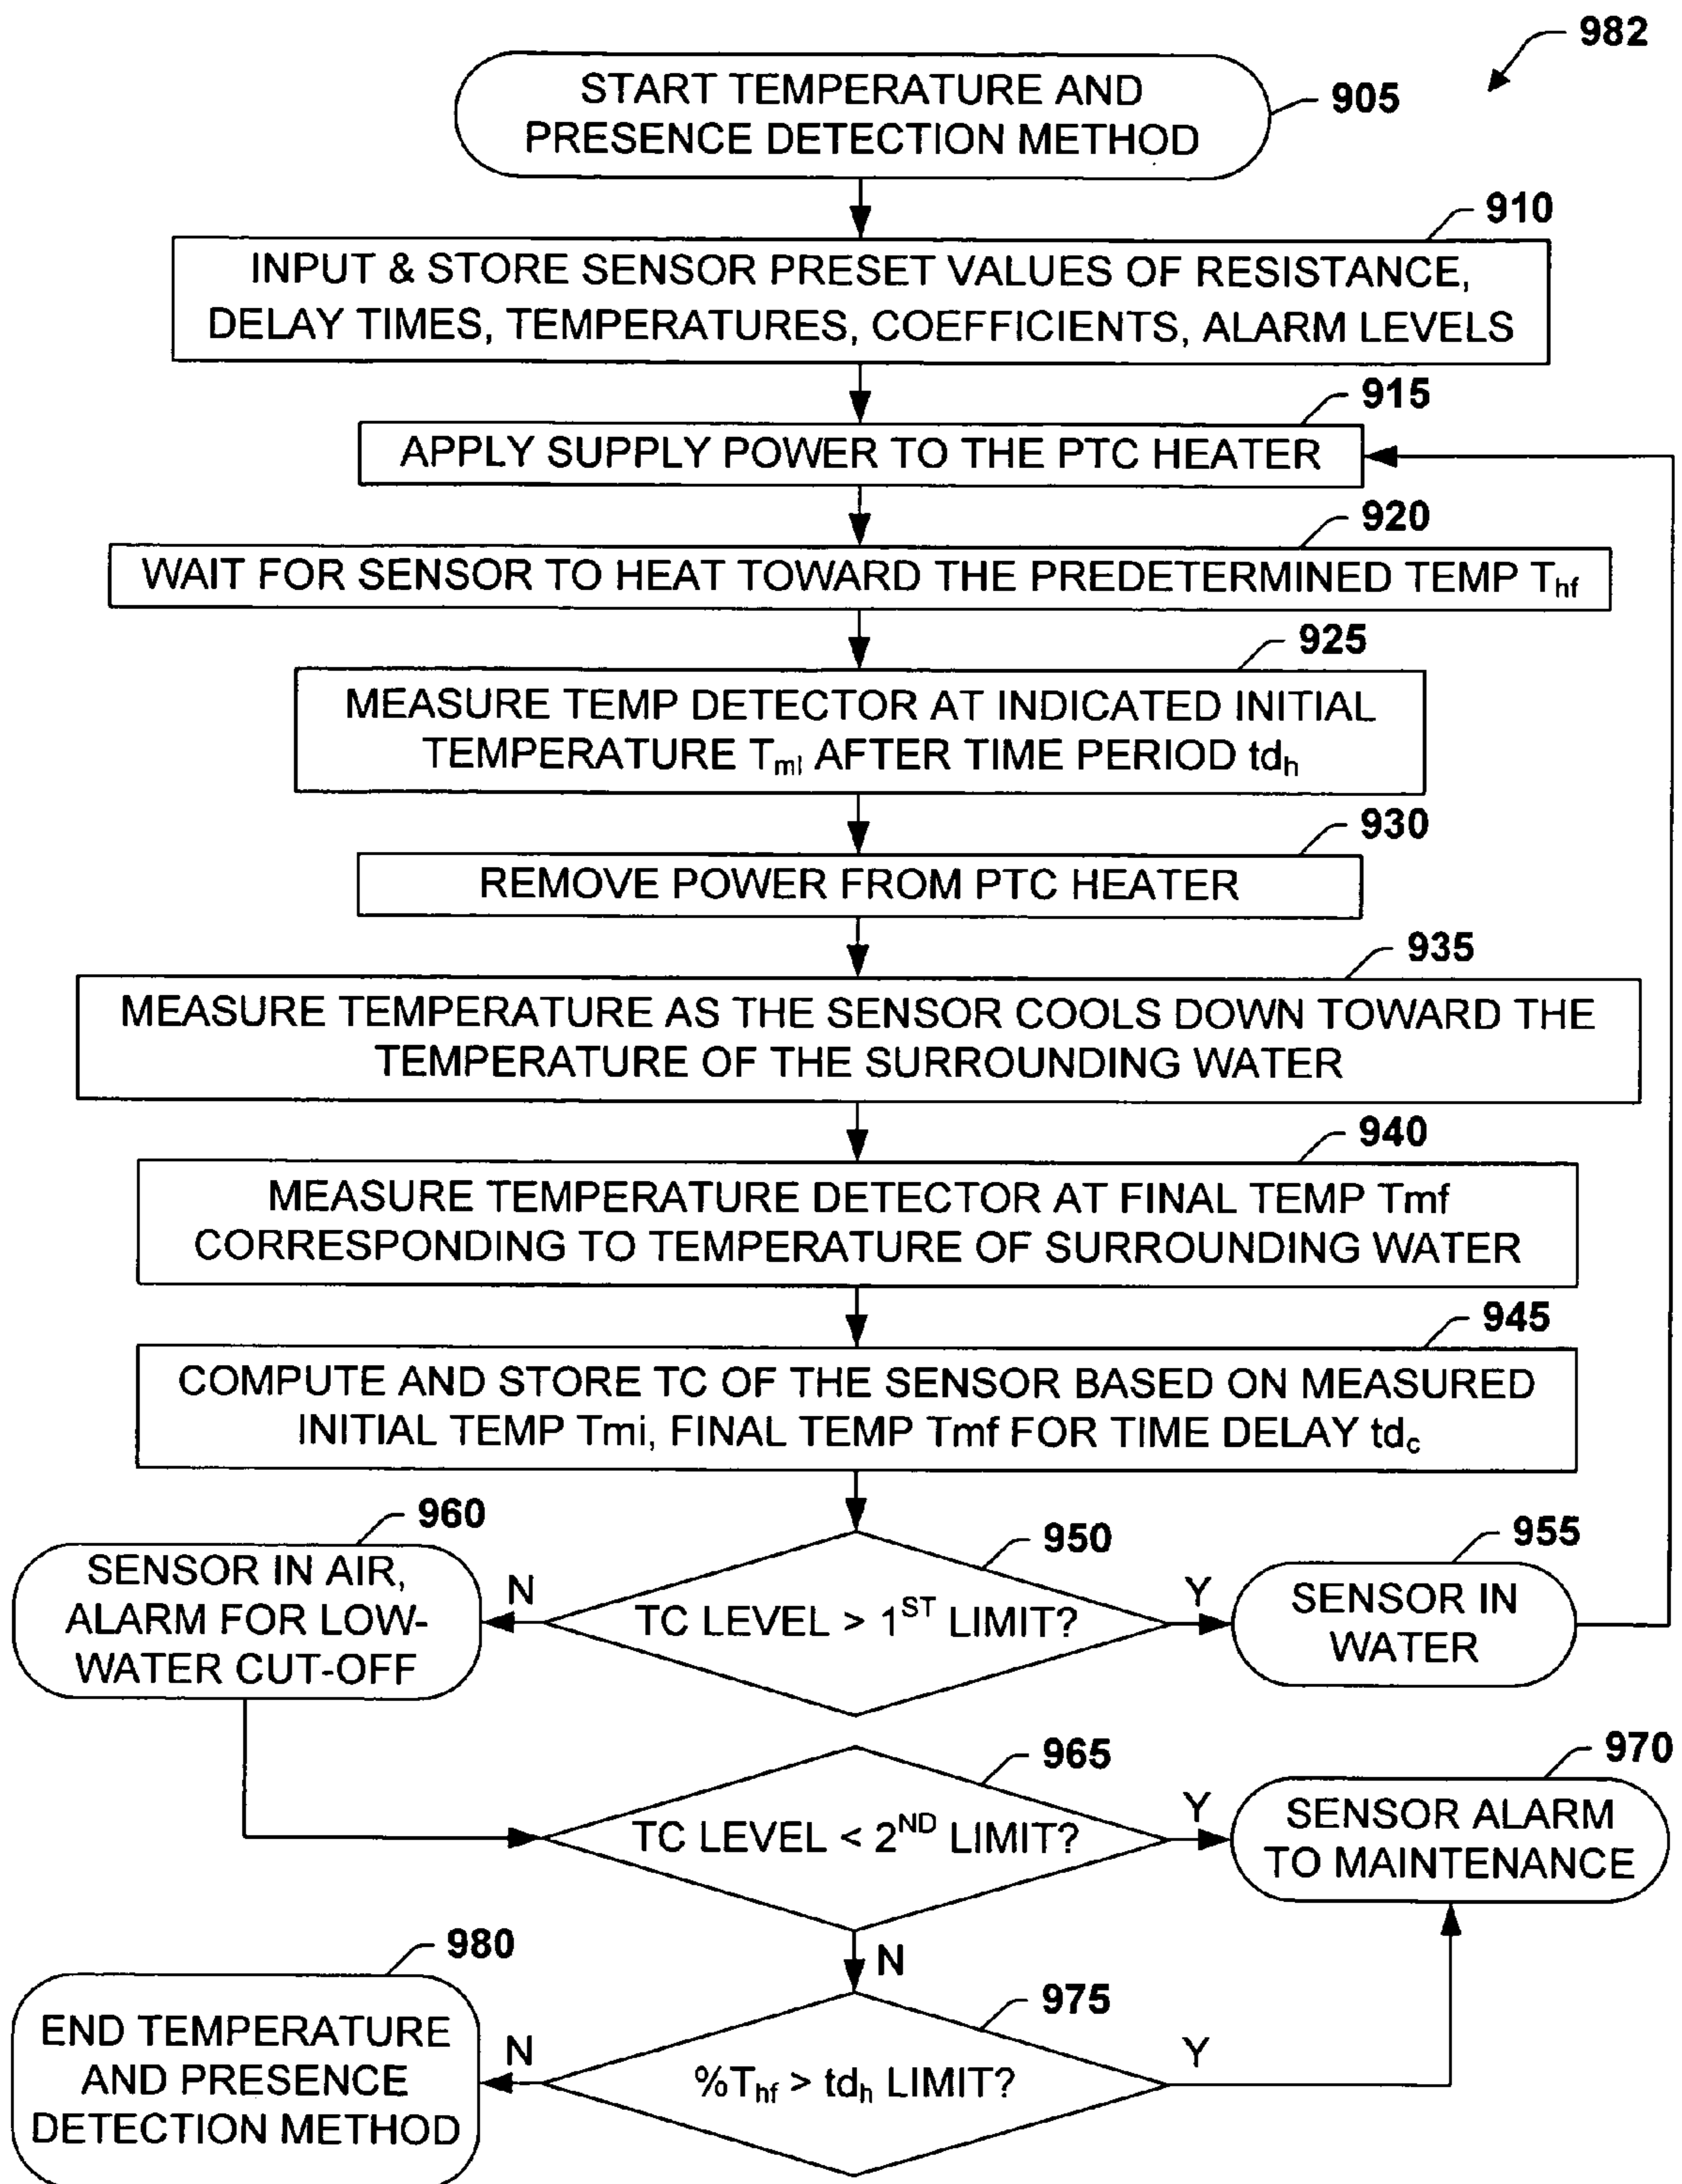 982
START TEMPERATURE AND
PRESENCE DETECTION METHOD
905
910
INPUT & STORE SENSOR PRESET VALUES OF RESISTANCE,
DELAY TIMES, TEMPERATURES, COEFFICIENTS, ALARM LEVELS
915
APPLY SUPPLY POWER TO THE PTC HEATER
920
WAIT FOR SENSOR TO HEAT TOWARD THE PREDETERMINED TEMP Thf
925
MEASURE TEMP DETECTOR AT INDICATED INITIAL
TEMPERATURE TmI AFTER TIME PERIOD tdh
930
REMOVE POWER FROM PTC HEATER
935
MEASURE TEMPERATURE AS THE SENSOR COOLS DOWN TOWARD THE
TEMPERATURE OF THE SURROUNDING WATER
940
MEASURE TEMPERATURE DETECTOR AT FINAL TEMP Tmf
CORRESPONDING TO TEMPERATURE OF SURROUNDING WATER
945
COMPUTE AND STORE TC OF THE SENSOR BASED ON MEASURED
INITIAL TEMP Tmi, FINAL TEMP Tmf FOR TIME DELAY tdc
960
SENSOR IN AIR,
ALARM FOR LOW-
WATER CUT-OFF
N
950
TC LEVEL > 1ST LIMIT?
Y
955
SENSOR IN
WATER
965
TC LEVEL < 2ND LIMIT?
Y
970
SENSOR ALARM
TO MAINTENANCE
N
980
END TEMPERATURE
AND PRESENCE
DETECTION METHOD
N
975
%Thf > tdh LIMIT?
Y